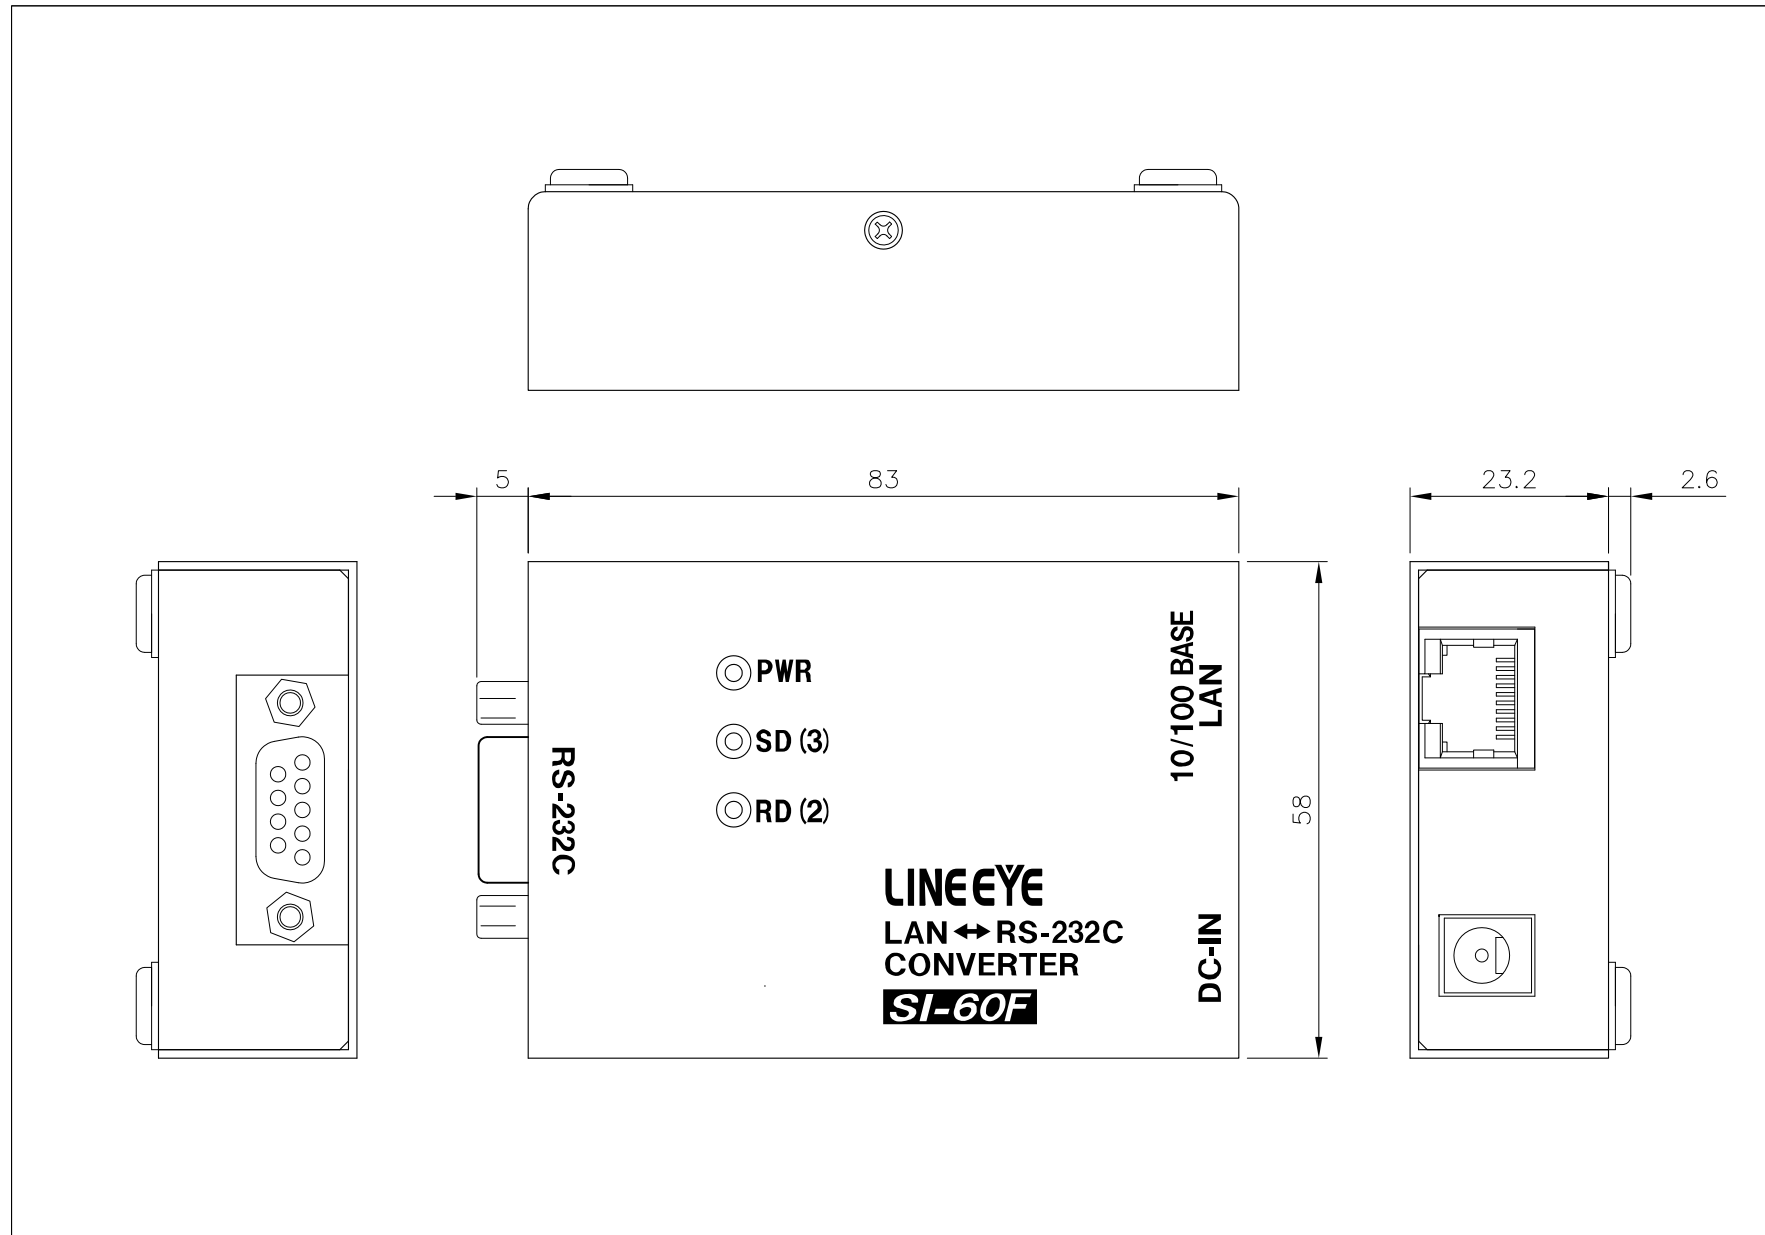 5
83
23.2
2.6
PWR
SD (3)
RD (2)
RS-232C
10/100 BASE
LAN
58
LINEEYE
LAN ↔ RS-232C
CONVERTER
SI-60F
DC-IN